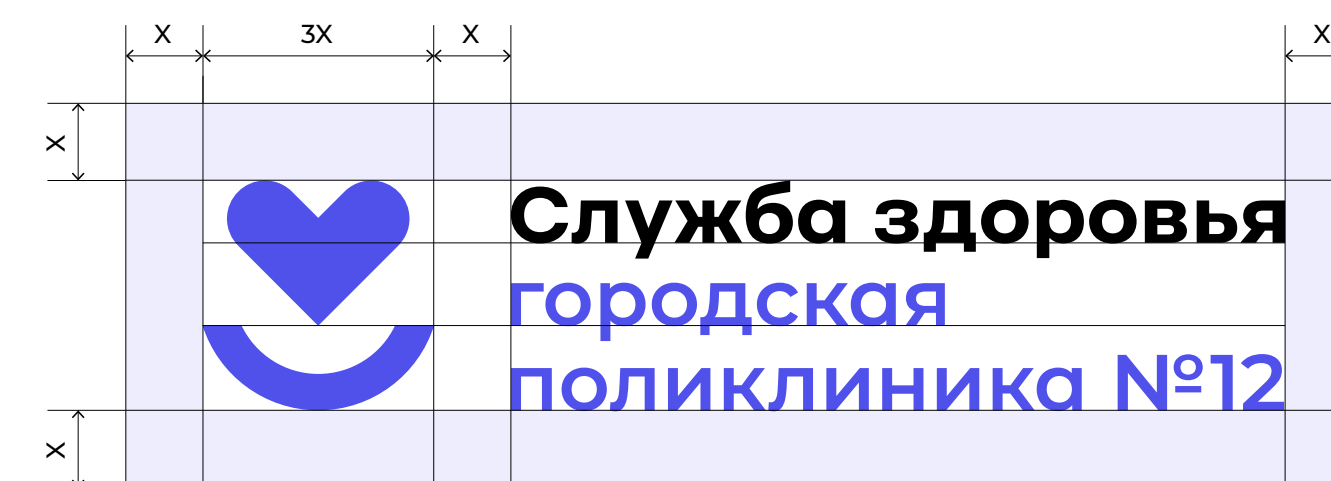 X 3X X X
X
Служба здоровья
городская
поликлиника №12
X